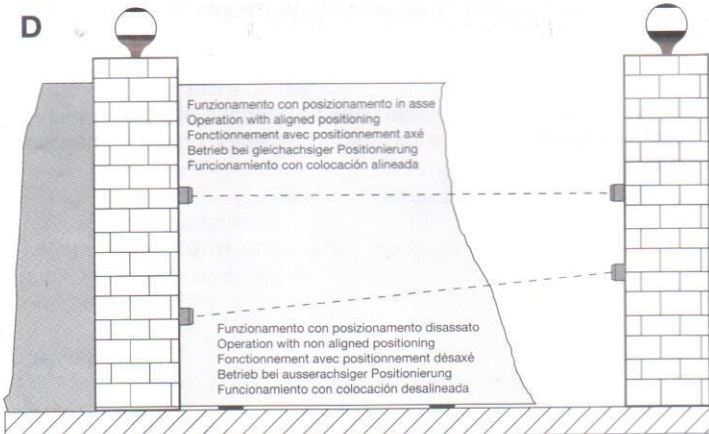 D
Funzionamento con posizionamento in asse
Operation with aligned positioning
Fonctionnement avec positionnement axé
Betrieb bei gleichachsiger Positionierung
Funcionamiento con colocación alineada
Funzionamento con posizionamento disassato
Operation with non aligned positioning
Fonctionnement avec positionnement désaxé
Betrieb bei ausserachsiger Positionierung
Funcionamiento con colocación desalineada